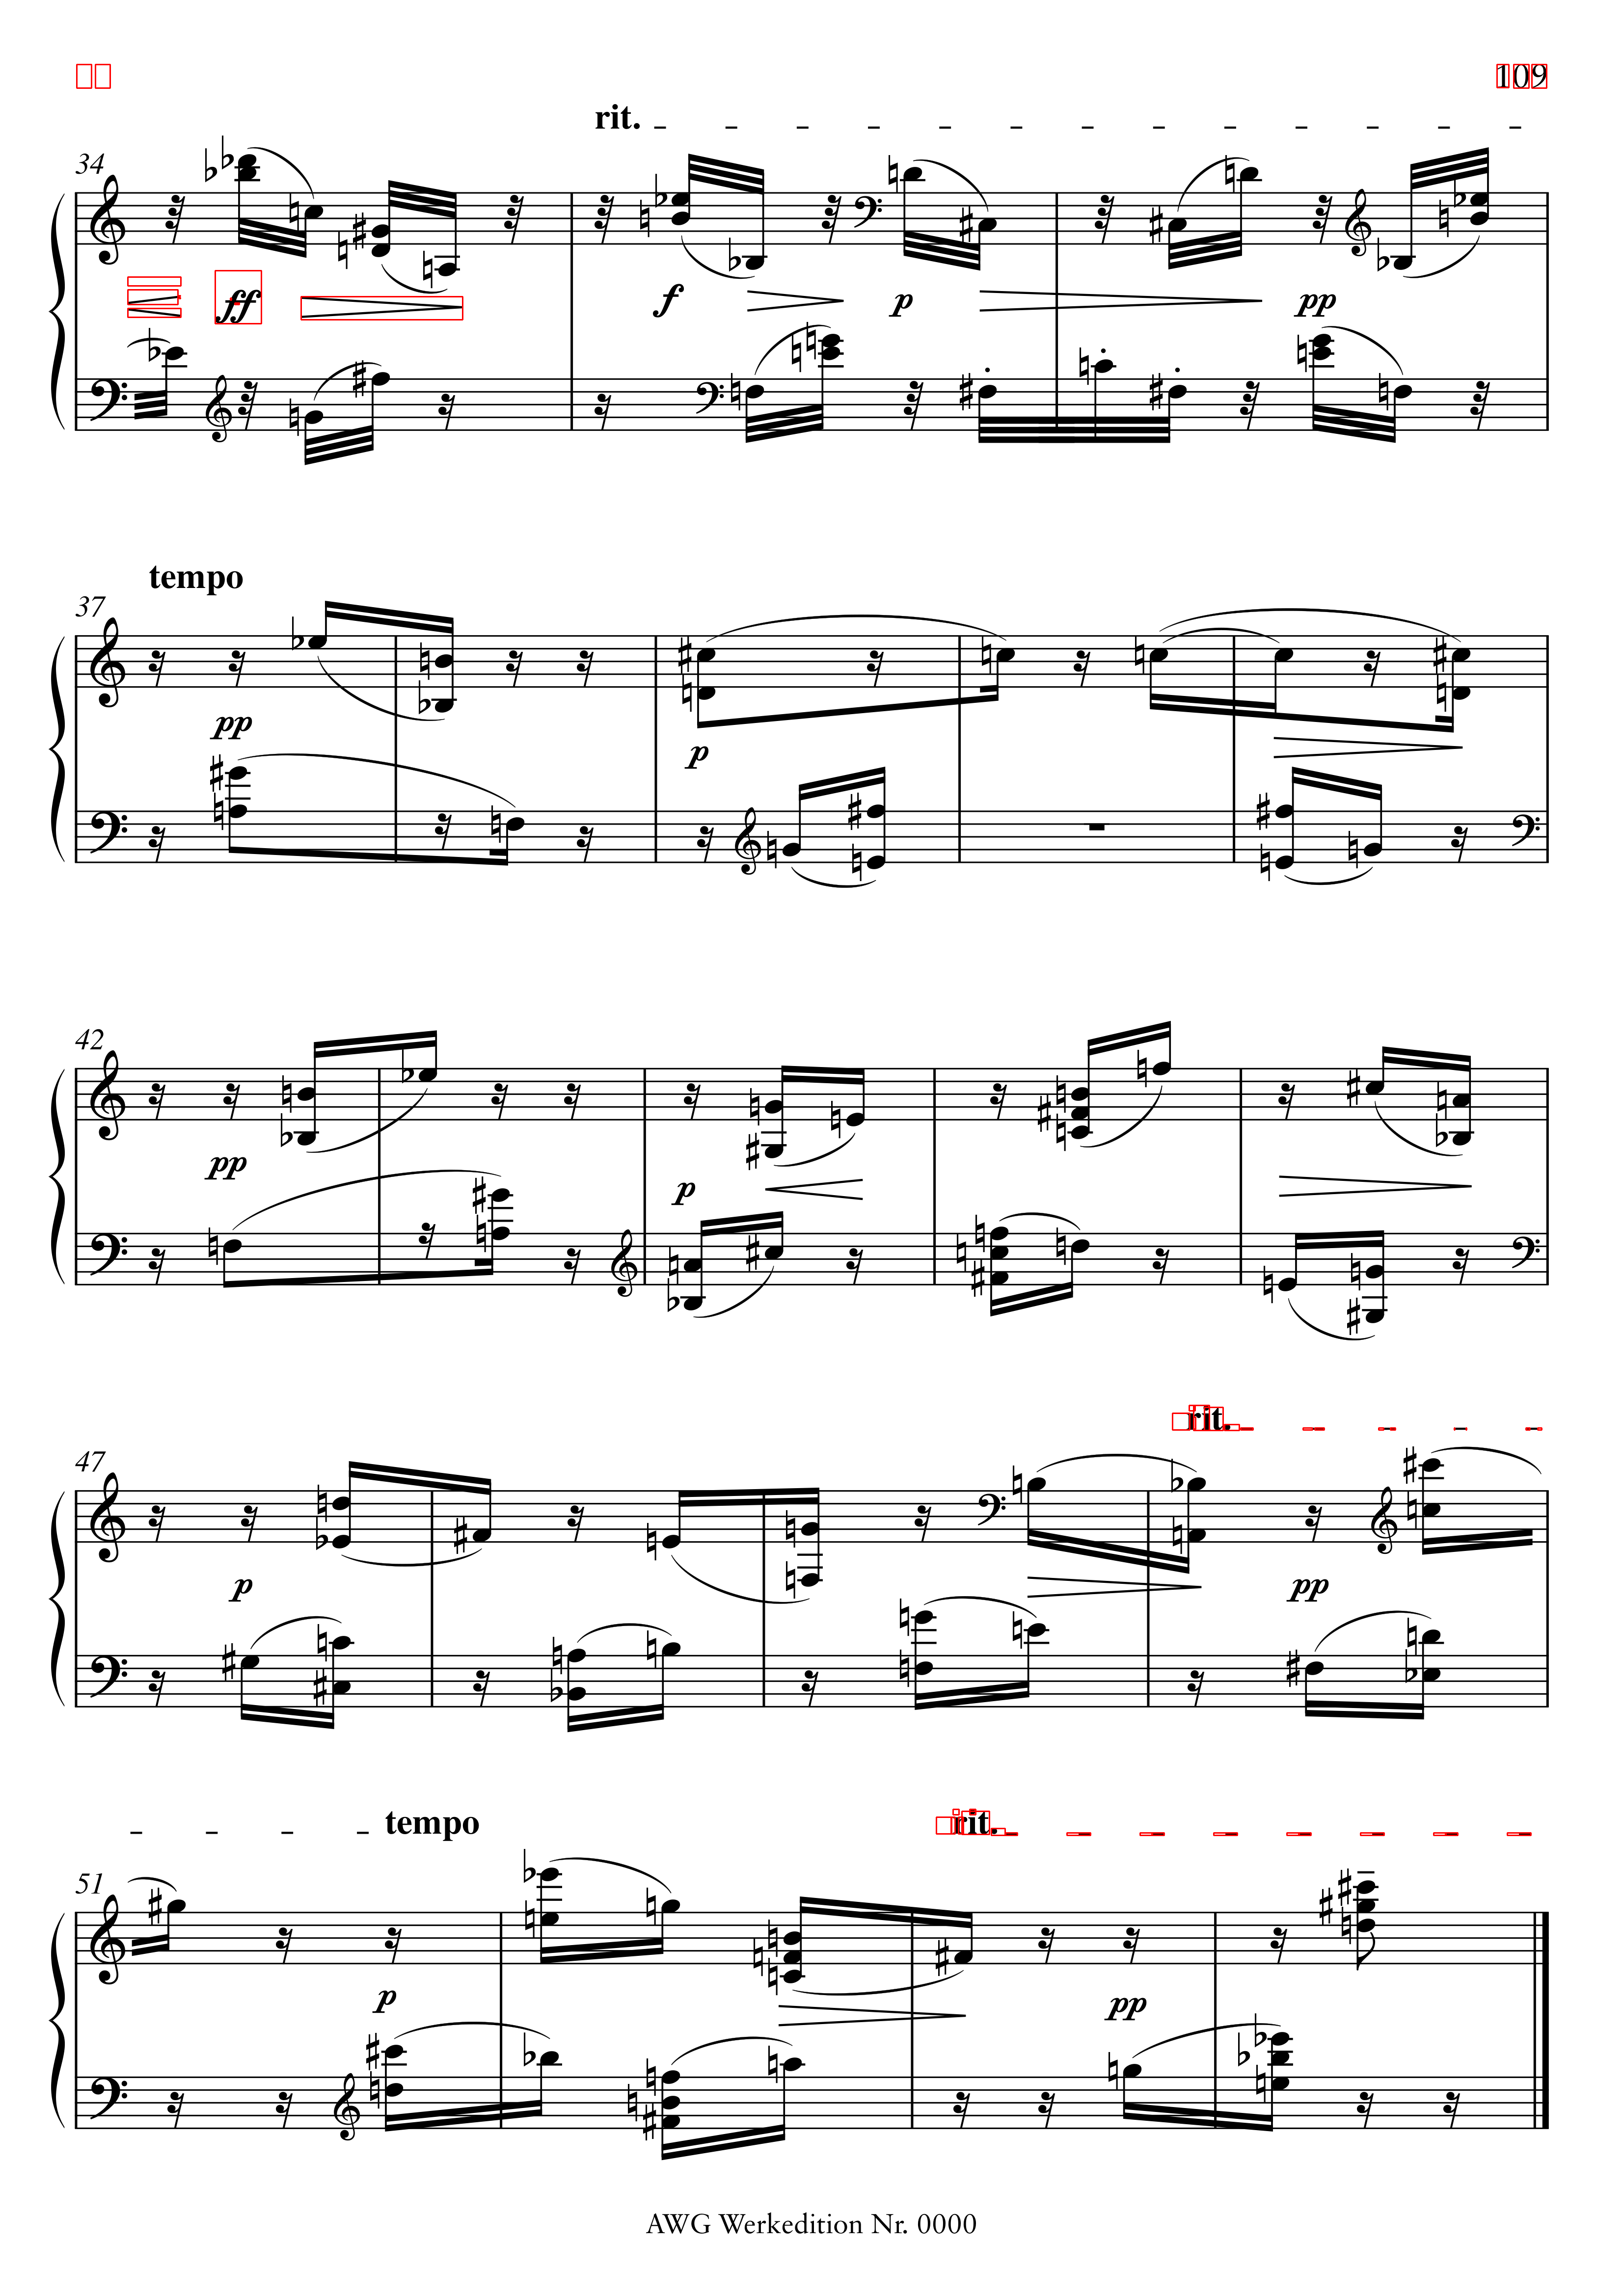 109
rit.
34
ff
f
p
pp
tempo
37
pp
p
42
pp
p
rit.
47
p
pp
tempo
rit.
51
p
pp
AWG Werkedition Nr. 0000